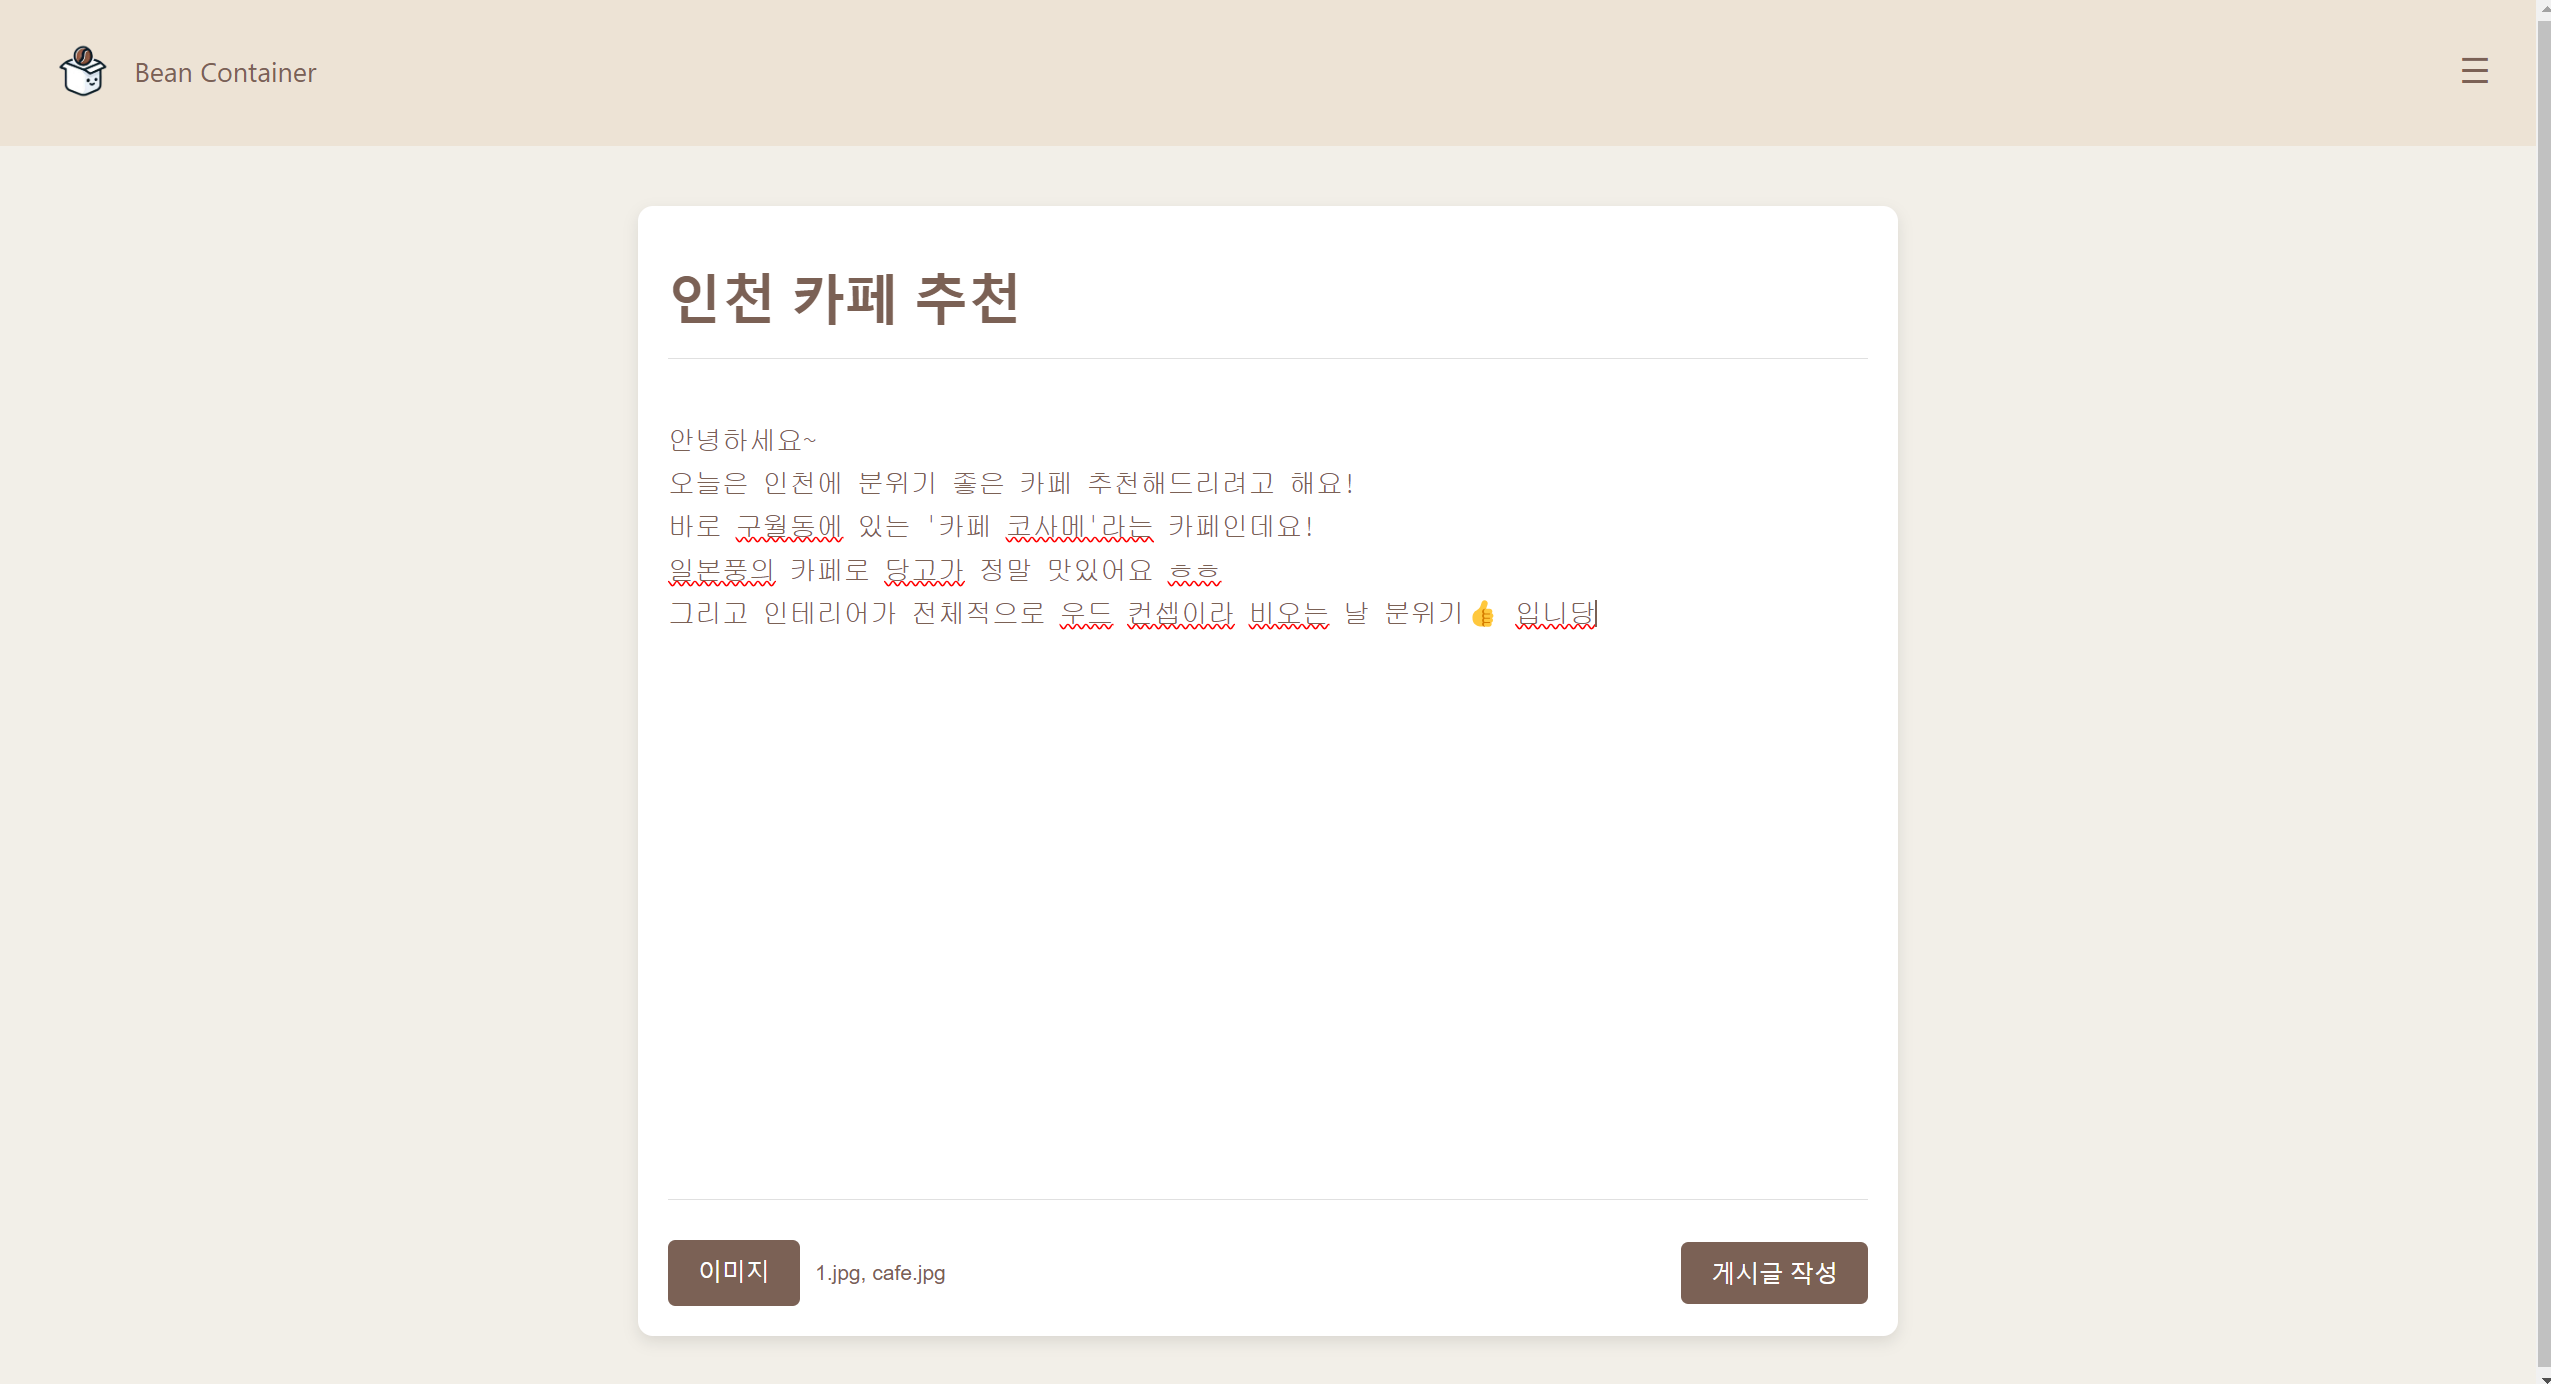 Bean Container
인천 카페 추천
안녕하세요~
오늘은 인천에 분위기 좋은 카페 추천해드리려고 해요!
바로 구월동에 있는 '카페 코사메'라는 카페인데요!
일본풍의 카페로 당고가 정말 맛있어요 ㅎㅎ
그리고 인테리어가 전체적으로 우드 컨셉이라 비오는 날 분위기👍 입니당
이미지 1.jpg, cafe.jpg 게시글 작성